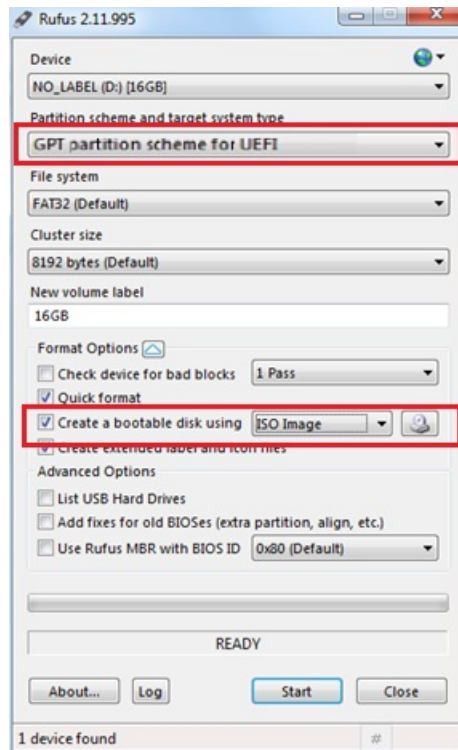 Rufus 2.11.995
Device
NO_LABEL (D:) [16GB]
Partition scheme and target system type
GPT partition scheme for UEFI
File system
FAT32 (Default)
Cluster size
8192 bytes (Default)
New volume label
16GB
Format Options
Check device for bad blocks 1 Pass
Quick format
Create a bootable disk using ISO Image
Create extended label and icon files
Advanced Options
List USB Hard Drives
Add fixes for old BIOSes (extra partition, align, etc.)
Use Rufus MBR with BIOS ID 0x80 (Default)
READY
About... Log Start Close
1 device found #